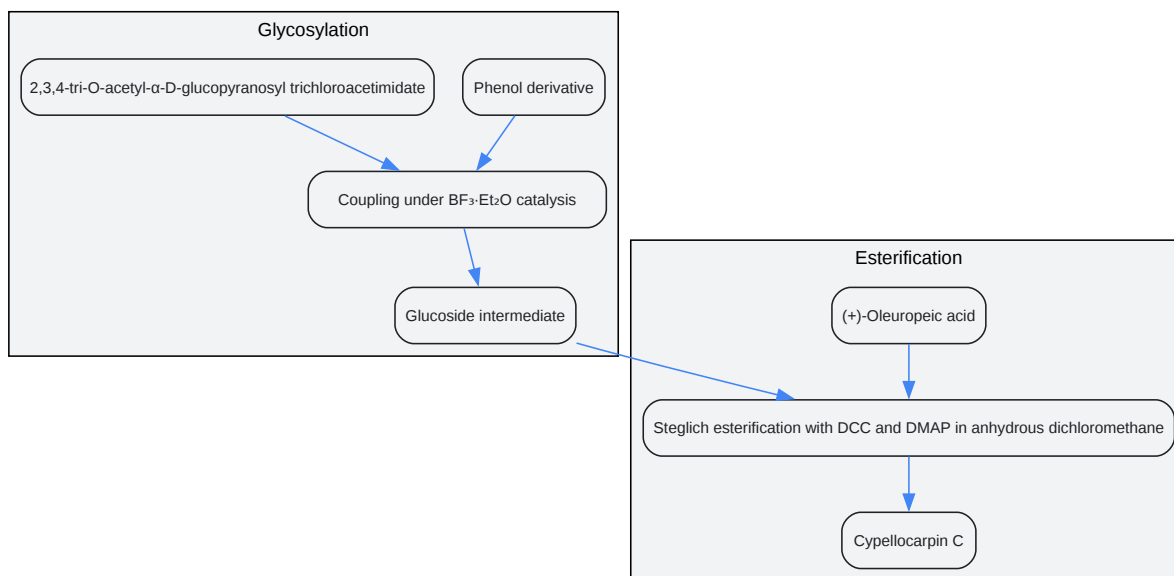 Glycosylation
2,3,4-tri-O-acetyl-α-D-glucopyranosyl trichloroacetimidate
Phenol derivative
Coupling under BF₃·Et₂O catalysis
Glucoside intermediate
Esterification
(+)-Oleuropeic acid
Steglich esterification with DCC and DMAP in anhydrous dichloromethane
Cypellocarpin C